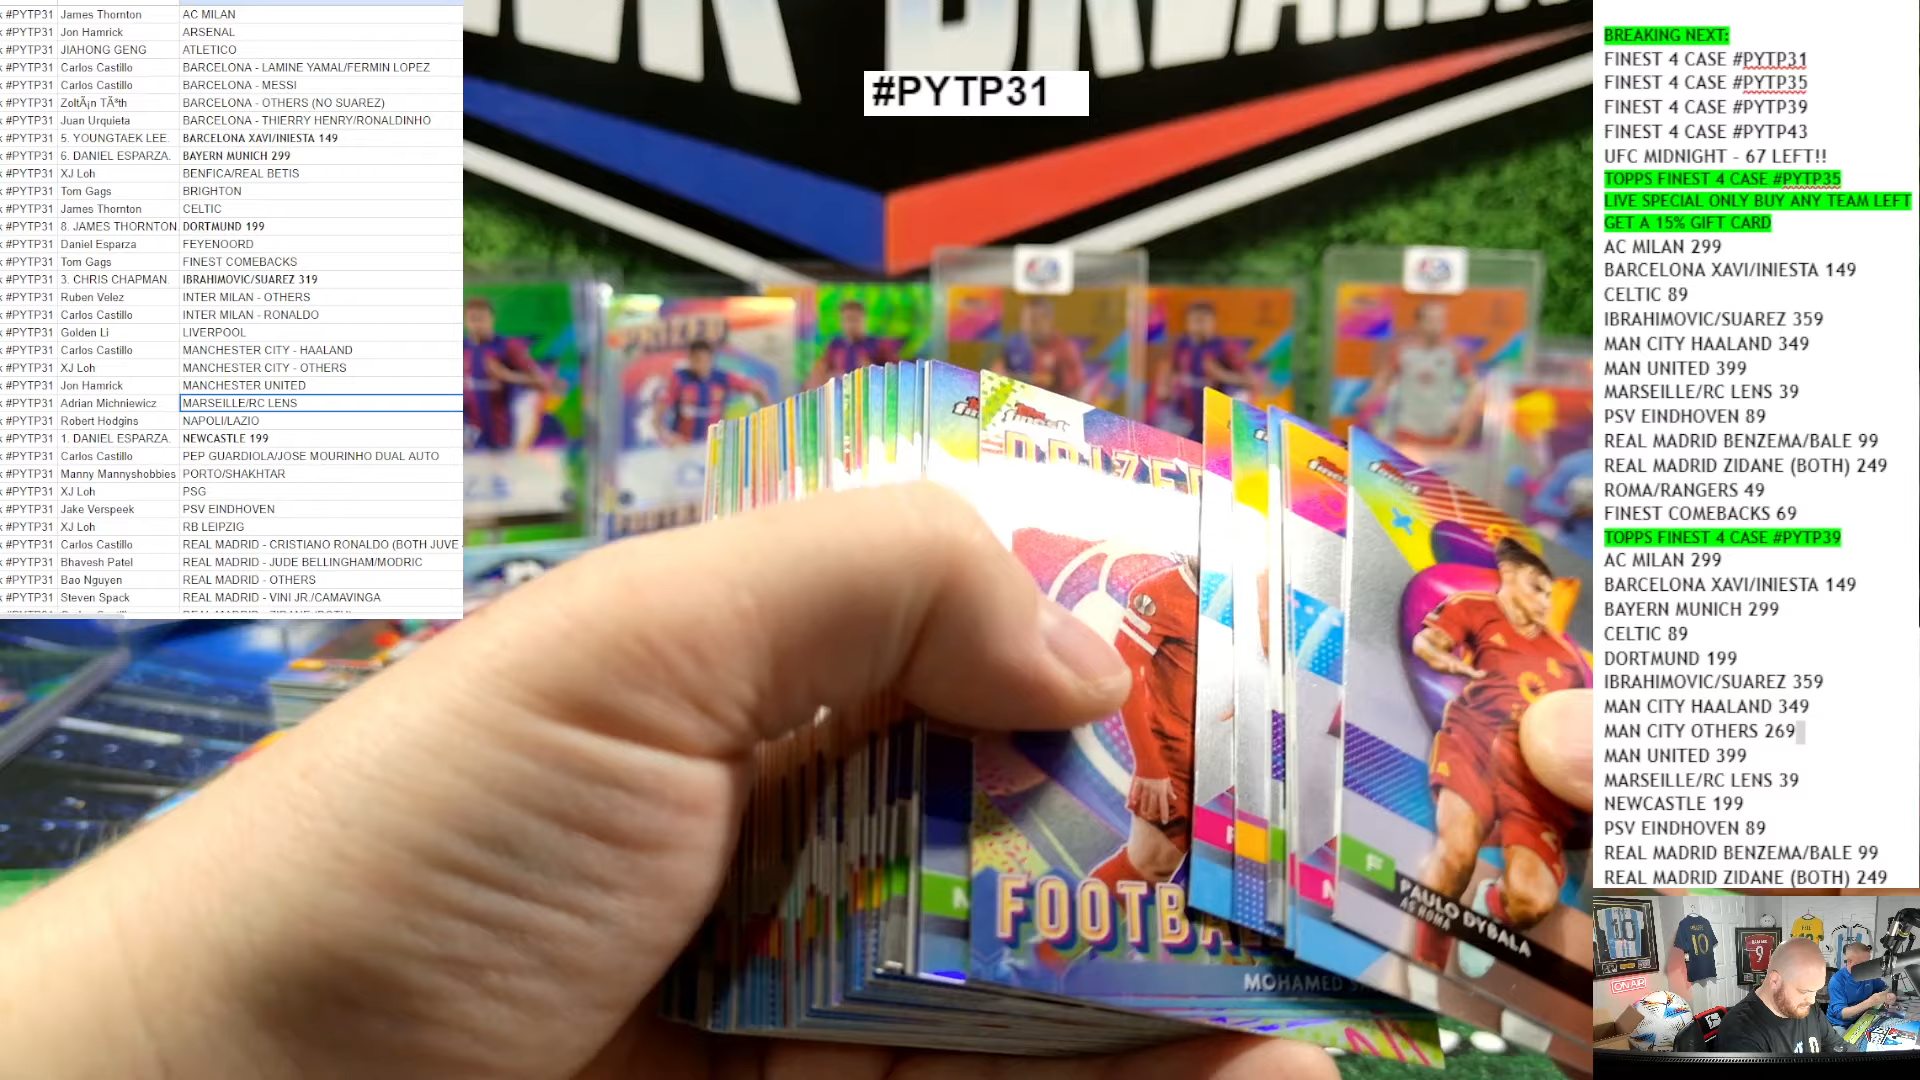 #PYTP31 James Thornton AC MILAN
#PYTP31 Jon Hamrick ARSENAL
#PYTP31 JIAHONG GENG ATLETICO
#PYTP31 Carlos Castillo BARCELONA - LAMINE YAMAL/FERMIN LOPEZ
#PYTP31 Carlos Castillo BARCELONA - MESSI
#PYTP31 ZoltÃ¡n TÃ³th BARCELONA - OTHERS (NO SUAREZ)
#PYTP31 Juan Urquieta BARCELONA - THIERRY HENRY/RONALDINHO
#PYTP31 5. YOUNGTAEK LEE. BARCELONA XAVI/INIESTA 149
#PYTP31 6. DANIEL ESPARZA. BAYERN MUNICH 299
#PYTP31 XJ Loh BENFICA/REAL BETIS
#PYTP31 Tom Gags BRIGHTON
#PYTP31 James Thornton CELTIC
#PYTP31 8. JAMES THORNTON. DORTMUND 199
#PYTP31 Daniel Esparza FEYENOORD
#PYTP31 Tom Gags FINEST COMEBACKS
#PYTP31 3. CHRIS CHAPMAN. IBRAHIMOVIC/SUAREZ 319
#PYTP31 Ruben Velez INTER MILAN - OTHERS
#PYTP31 Carlos Castillo INTER MILAN - RONALDO
#PYTP31 Golden Li LIVERPOOL
#PYTP31 Carlos Castillo MANCHESTER CITY - HAALAND
#PYTP31 XJ Loh MANCHESTER CITY - OTHERS
#PYTP31 Jon Hamrick MANCHESTER UNITED
#PYTP31 Adrian Michniewicz MARSEILLE/RC LENS
#PYTP31 Robert Hodgins NAPOLI/LAZIO
#PYTP31 1. DANIEL ESPARZA. NEWCASTLE 199
#PYTP31 Carlos Castillo PEP GUARDIOLA/JOSE MOURINHO DUAL AUTO
#PYTP31 Manny Mannyshobbies PORTO/SHAKHTAR
#PYTP31 XJ Loh PSG
#PYTP31 Jake Verspeek PSV EINDHOVEN
#PYTP31 XJ Loh RB LEIPZIG
#PYTP31 Carlos Castillo REAL MADRID - CRISTIANO RONALDO (BOTH JUVE
#PYTP31 Bhavesh Patel REAL MADRID - JUDE BELLINGHAM/MODRIC
#PYTP31 Bao Nguyen REAL MADRID - OTHERS
#PYTP31 Steven Spack REAL MADRID - VINI JR./CAMAVINGA
#PYTP31
FOOTB
MOHAMED
F
PAULO DYBALA
AS ROMA
BREAKING NEXT:
FINEST 4 CASE #PYTP31
FINEST 4 CASE #PYTP35
FINEST 4 CASE #PYTP39
FINEST 4 CASE #PYTP43
UFC MIDNIGHT - 67 LEFT!!
TOPPS FINEST 4 CASE #PYTP35
LIVE SPECIAL ONLY BUY ANY TEAM LEFT
GET A 15% GIFT CARD
AC MILAN 299
BARCELONA XAVI/INIESTA 149
CELTIC 89
IBRAHIMOVIC/SUAREZ 359
MAN CITY HAALAND 349
MAN UNITED 399
MARSEILLE/RC LENS 39
PSV EINDHOVEN 89
REAL MADRID BENZEMA/BALE 99
REAL MADRID ZIDANE (BOTH) 249
ROMA/RANGERS 49
FINEST COMEBACKS 69
TOPPS FINEST 4 CASE #PYTP39
AC MILAN 299
BARCELONA XAVI/INIESTA 149
BAYERN MUNICH 299
CELTIC 89
DORTMUND 199
IBRAHIMOVIC/SUAREZ 359
MAN CITY HAALAND 349
MAN CITY OTHERS 269
MAN UNITED 399
MARSEILLE/RC LENS 39
NEWCASTLE 199
PSV EINDHOVEN 89
REAL MADRID BENZEMA/BALE 99
REAL MADRID ZIDANE (BOTH) 249
ON AIR